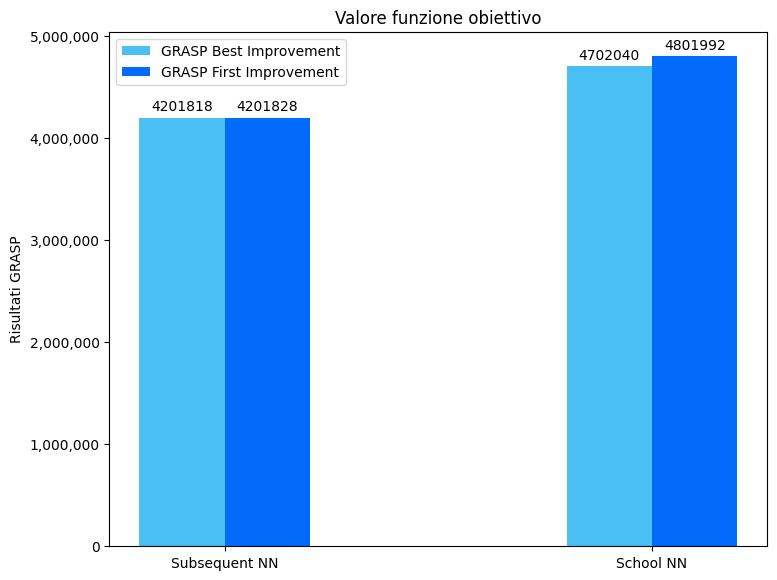 Valore funzione obiettivo
GRASP Best Improvement
GRASP First Improvement
4201818
4201828
4702040
4801992
5,000,000
4,000,000
3,000,000
2,000,000
1,000,000
0
Risultati GRASP
Subsequent NN
School NN